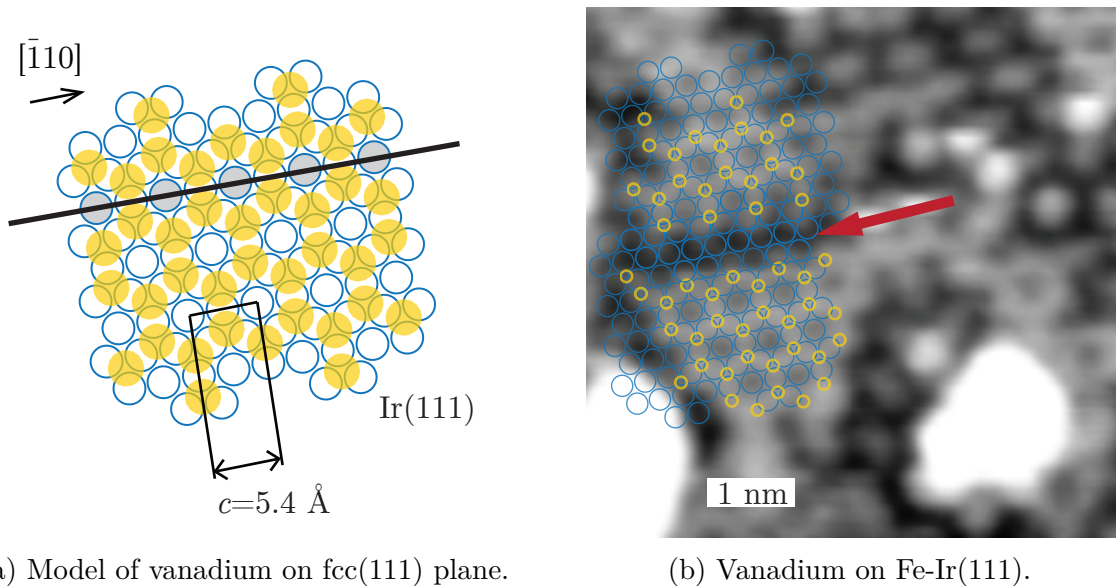 [1̄10]
Ir(111)
c=5.4 Å
1 nm
) Model of vanadium on fcc(111) plane.
(b) Vanadium on Fe-Ir(111).